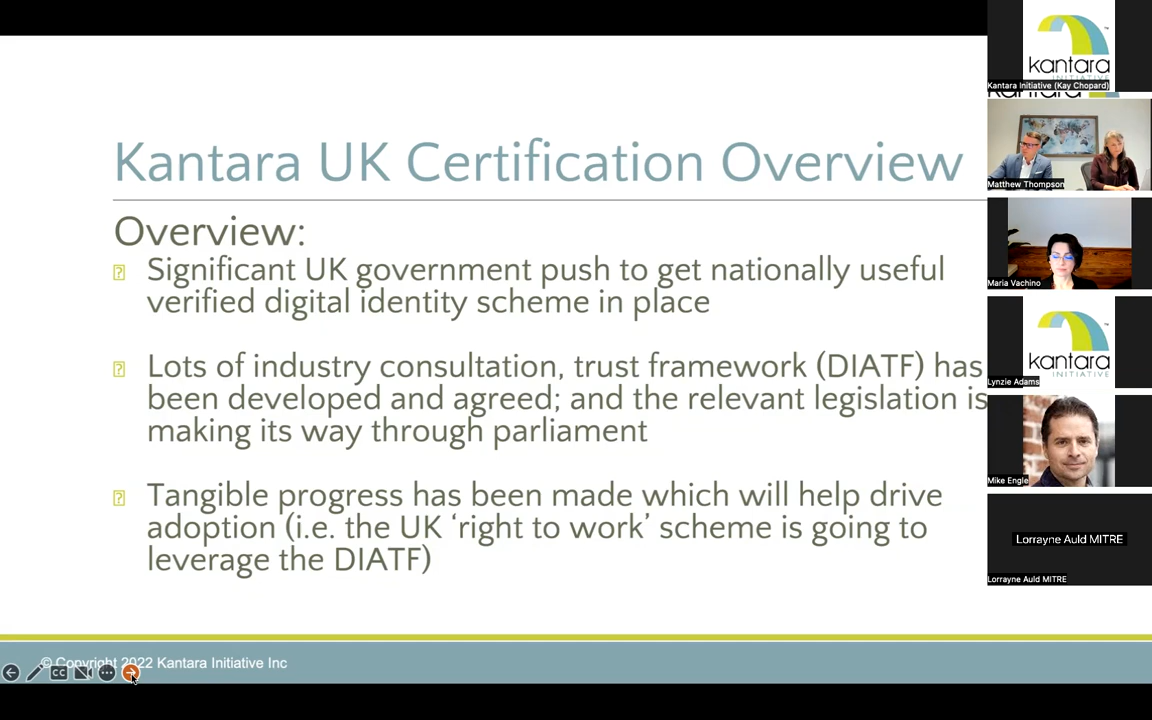 Kantara UK Certification Overview
Overview:
Significant UK government push to get nationally useful
verified digital identity scheme in place
Lots of industry consultation, trust framework (DIATF) has
been developed and agreed; and the relevant legislation is
making its way through parliament
Tangible progress has been made which will help drive
adoption (i.e. the UK ‘right to work’ scheme is going to
leverage the DIATF)
© Copyright 2022 Kantara Initiative Inc
CC
kantara
INITIATIVE
Kantara Initiative (Kay Chopard)
Matthew Thompson
Maria Vachino
kantara
INITIATIVE
Lynzie Adams
Mike Engle
Lorrayne Auld MITRE
Lorrayne Auld MITRE